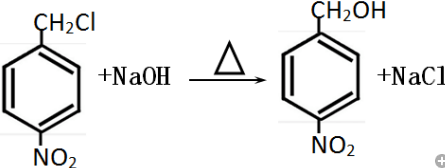 CH₂Cl
CH₂OH
+NaOH
△
+NaCl
NO₂
NO₂